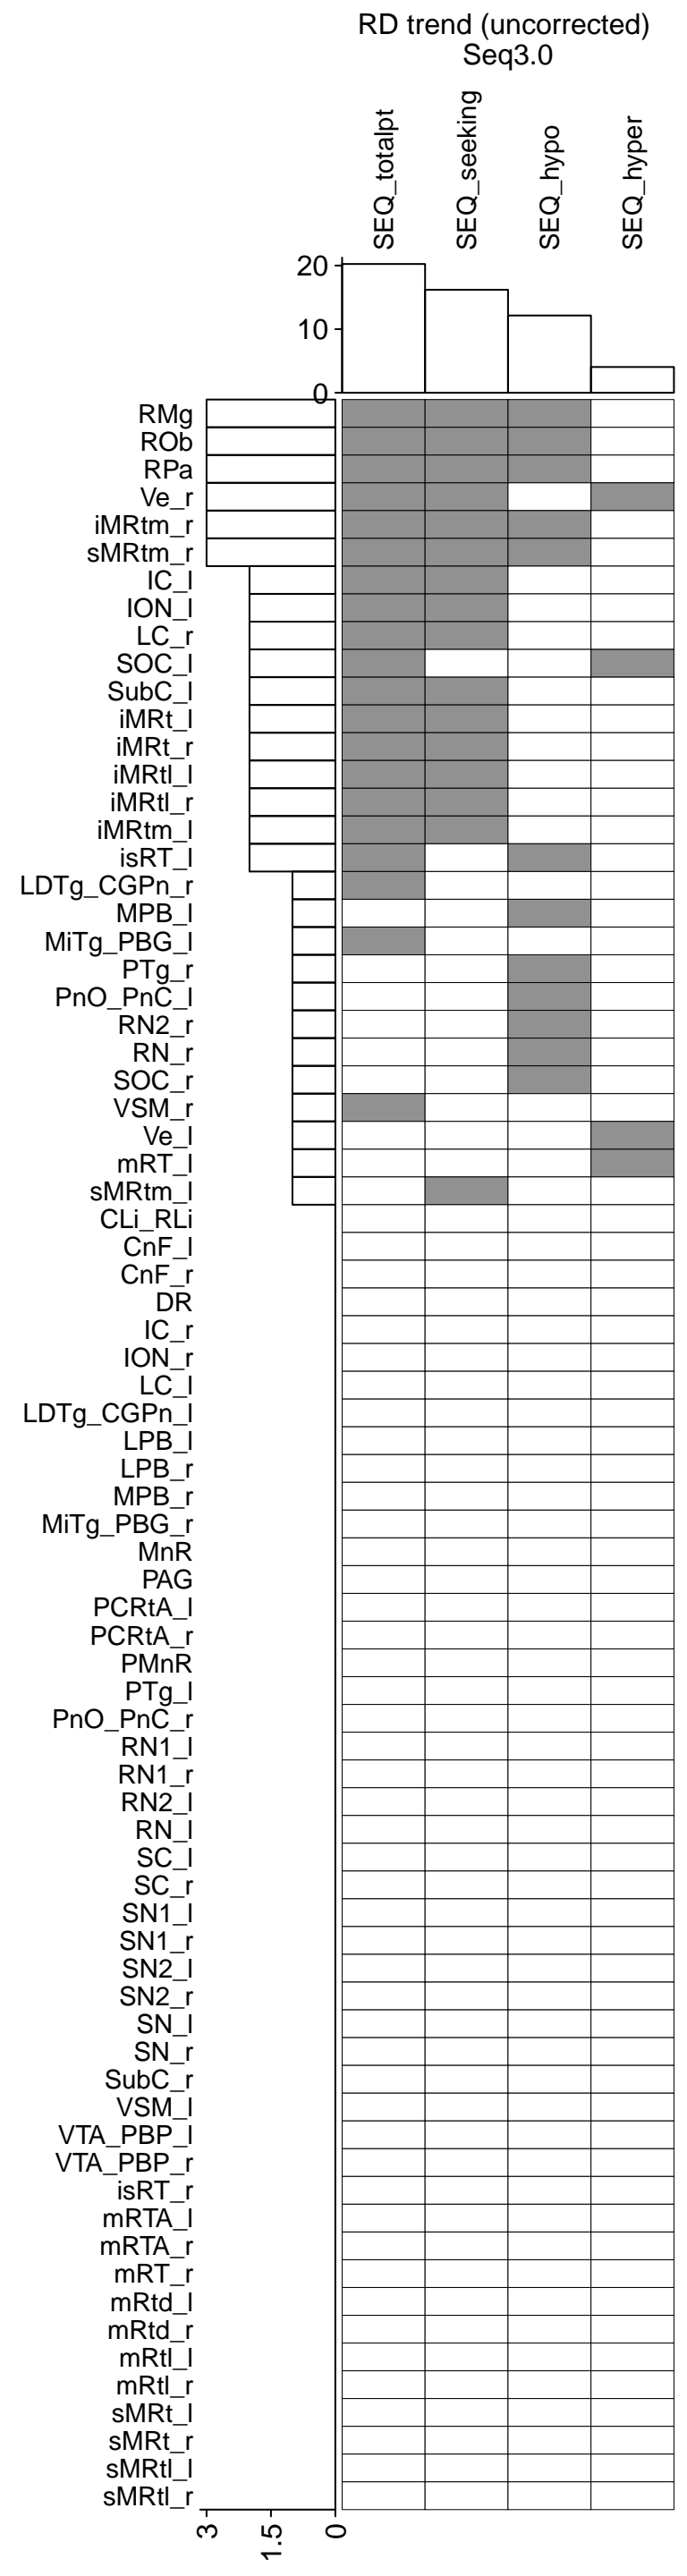 RD trend (uncorrected)
Seq3.0
SEQ_totalpt
SEQ_seeking
SEQ_hypo
SEQ_hyper
20
10
0
RMg
ROb
RPa
Ve_r
iMRtm_r
sMRtm_r
IC_l
ION_l
LC_r
SOC_l
SubC_l
iMRt_l
iMRt_r
iMRtl_l
iMRtl_r
iMRtm_l
isRT_l
LDTg_CGPn_r
MPB_l
MiTg_PBG_l
PTg_r
PnO_PnC_l
RN2_r
RN_r
SOC_r
VSM_r
Ve_l
mRT_l
sMRtm_l
CLi_RLi
CnF_l
CnF_r
DR
IC_r
ION_r
LC_l
LDTg_CGPn_l
LPB_l
LPB_r
MPB_r
MiTg_PBG_r
MnR
PAG
PCRtA_l
PCRtA_r
PMnR
PTg_l
PnO_PnC_r
RN1_l
RN1_r
RN2_l
RN_l
SC_l
SC_r
SN1_l
SN1_r
SN2_l
SN2_r
SN_l
SN_r
SubC_r
VSM_l
VTA_PBP_l
VTA_PBP_r
isRT_r
mRTA_l
mRTA_r
mRT_r
mRtd_l
mRtd_r
mRtl_l
mRtl_r
sMRt_l
sMRt_r
sMRtl_l
sMRtl_r
3
1.5
0